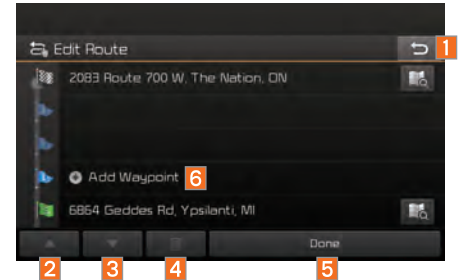 Edit Route
1
2083 Route 700 W, The Nation, ON
Add Waypoint 6
6864 Geddes Rd, Ypsilanti, MI
Done
2 3 4 5